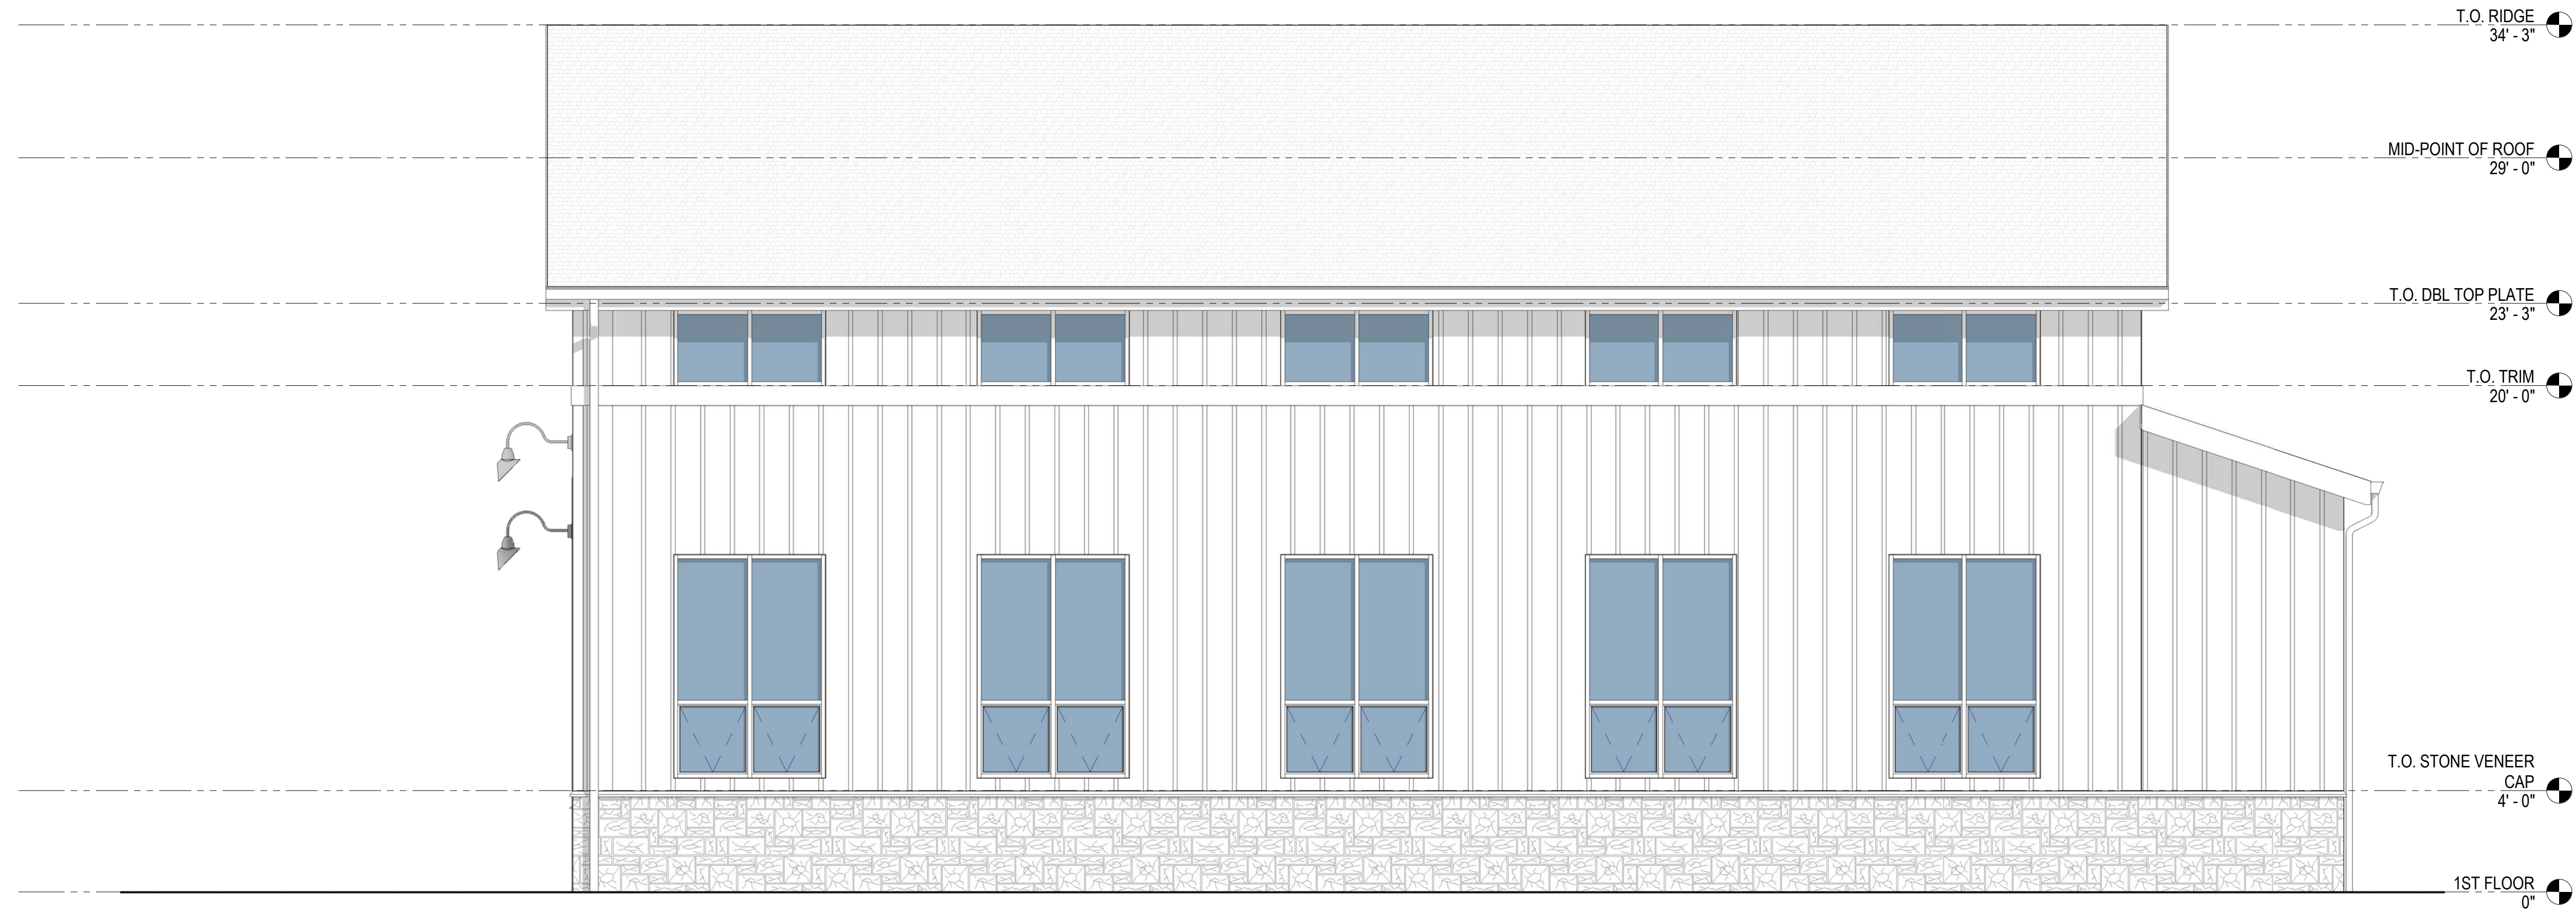 T.O. RIDGE
34' - 3"
MID-POINT OF ROOF
29' - 0"
T.O. DBL TOP PLATE
23' - 3"
T.O. TRIM
20' - 0"
T.O. STONE VENEER
CAP
4' - 0"
1ST FLOOR
0"